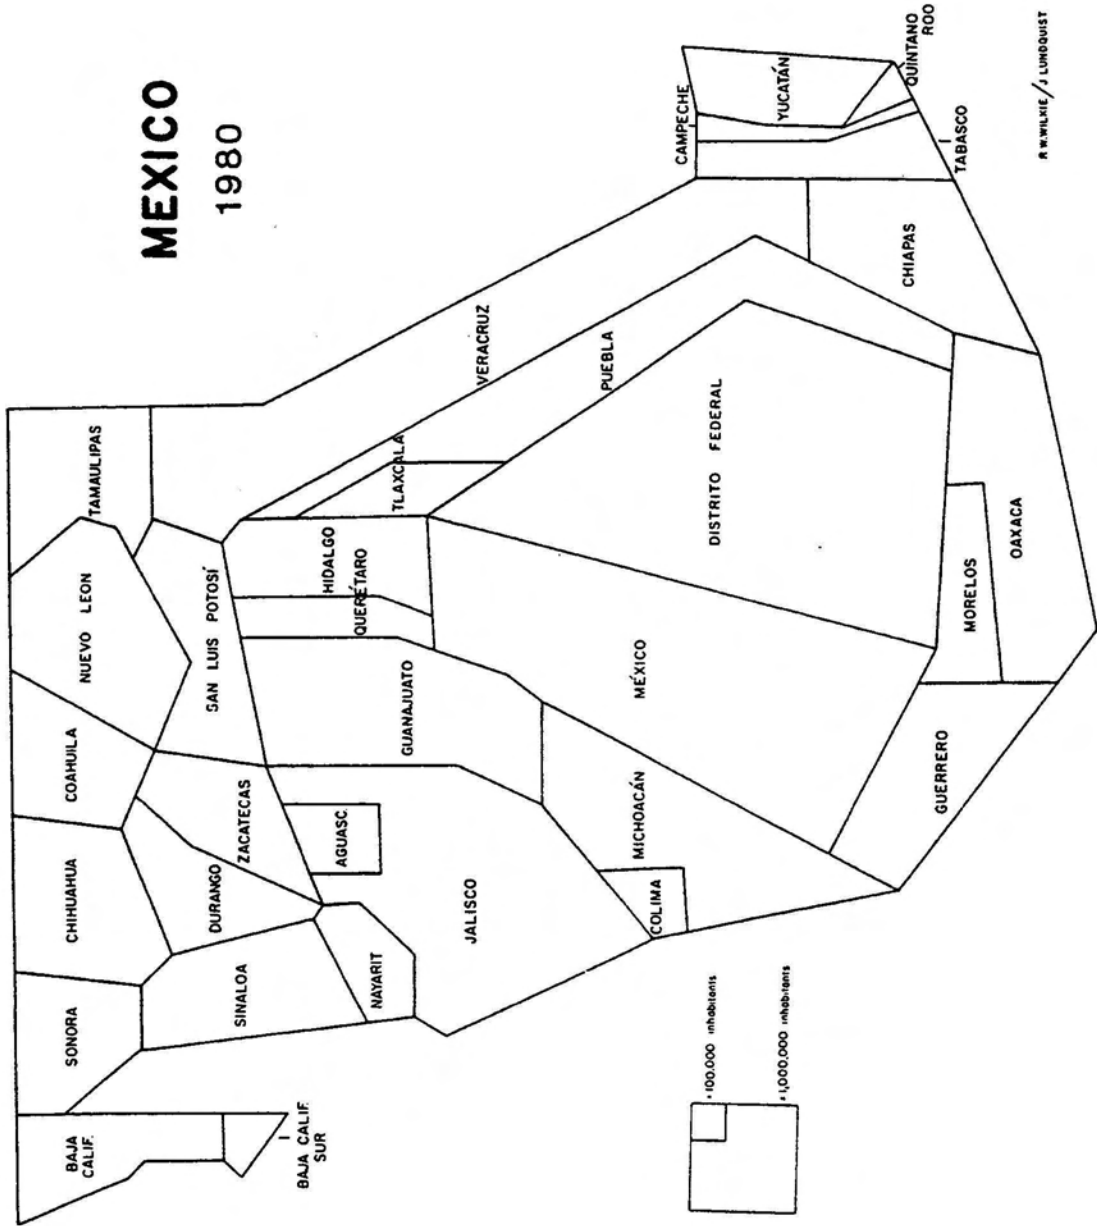 MEXICO
1980
BAJA
CALIF.
BAJA CALIF.
SUR
SONORA
CHIHUAHUA
COAHUILA
NUEVO LEON
TAMAULIPAS
SINALOA
DURANGO
ZACATECAS
SAN LUIS POTOSÍ
NAYARIT
AGUASC.
JALISCO
GUANAJUATO
QUERÉTARO
HIDALGO
TLAXCALA
VERACRUZ
PUEBLA
COLIMA
MICHOACÁN
MÉXICO
DISTRITO FEDERAL
GUERRERO
MORELOS
OAXACA
CHIAPAS
TABASCO
CAMPECHE
YUCATÁN
QUINTANO
ROO
=100,000 inhabitants
=1,000,000 inhabitants
R.W.WILKIE/J LUNDQUIST